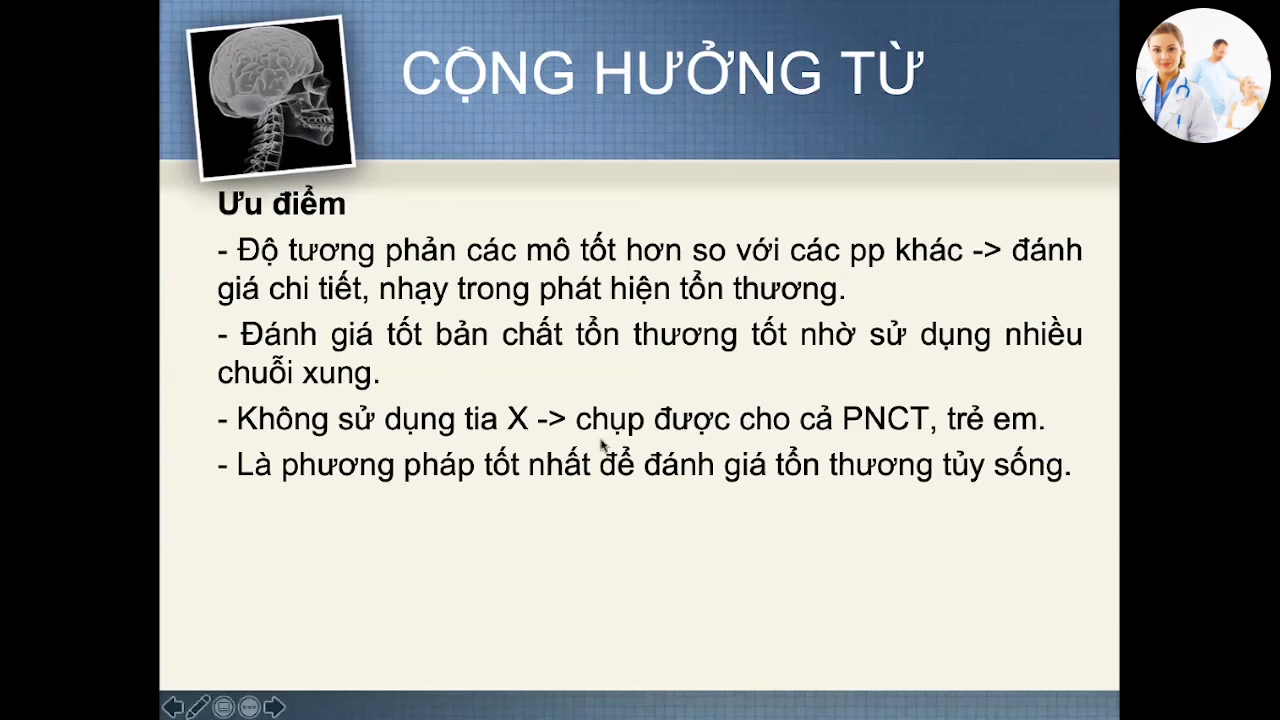 CỘNG HƯỞNG TỪ
Ưu điểm
- Độ tương phản các mô tốt hơn so với các pp khác -> đánh
giá chi tiết, nhạy trong phát hiện tổn thương.
- Đánh giá tốt bản chất tổn thương tốt nhờ sử dụng nhiều
chuỗi xung.
- Không sử dụng tia X -> chụp được cho cả PNCT, trẻ em.
- Là phương pháp tốt nhất để đánh giá tổn thương tủy sống.